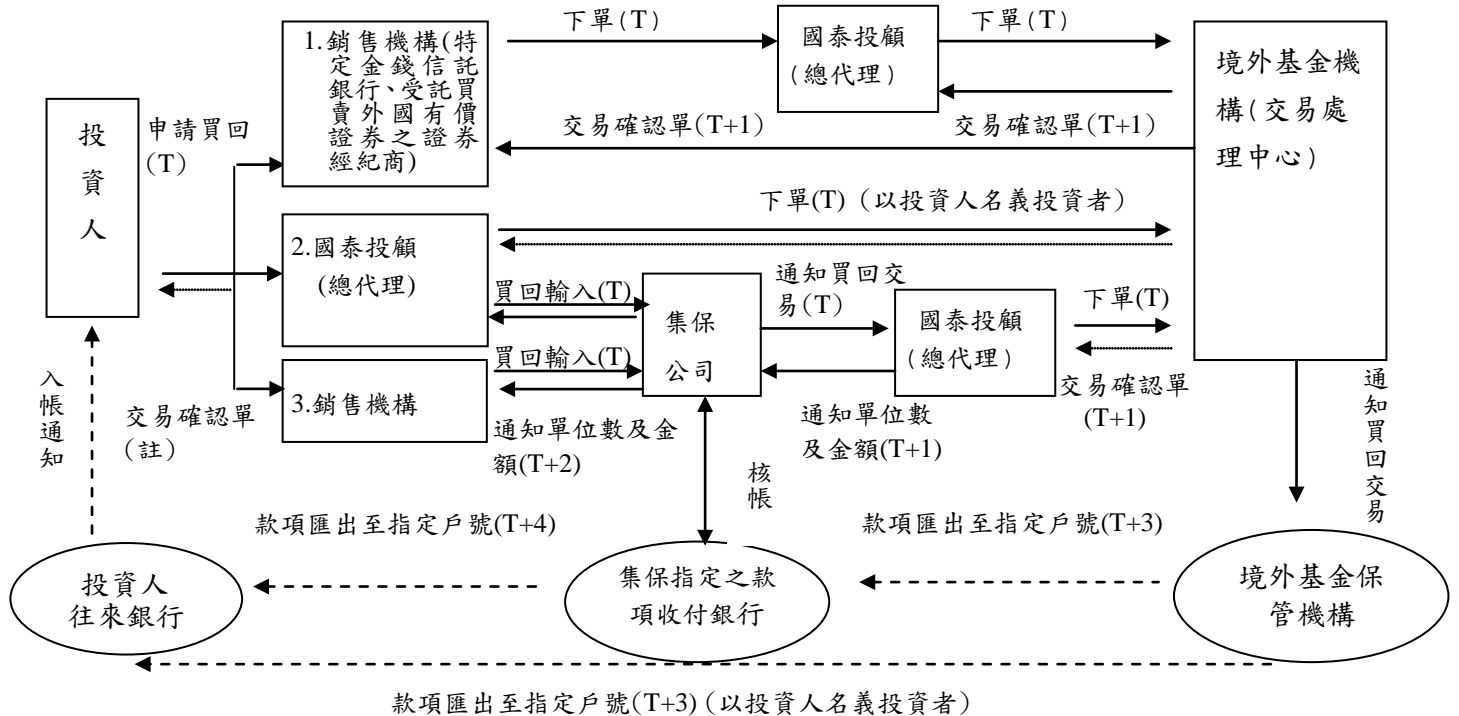 1.銷售機構(特
定金錢信託
銀行、受託買
賣外國有價
證券之證券
經紀商)
下單(T)
國泰投顧
(總代理)
下單(T)
境外基金機
構(交易處
理中心)
交易確認單(T+1)
交易確認單(T+1)
投
資
人
申請買回
(T)
下單(T)（以投資人名義投資者）
2.國泰投顧
(總代理)
買回輸入(T)
集保
公司
通知買回交
易(T)
國泰投顧
(總代理)
下單(T)
買回輸入(T)
3.銷售機構
交易確認單
(T+1)
通知單位數
及金額(T+1)
通知單位數及金
額(T+2)
交易確認單
（註）
入
帳
通
知
核
帳
通
知
買
回
交
易
款項匯出至指定戶號(T+4)
款項匯出至指定戶號(T+3)
投資人
往來銀行
集保指定之款
項收付銀行
境外基金保
管機構
款項匯出至指定戶號(T+3)(以投資人名義投資者)